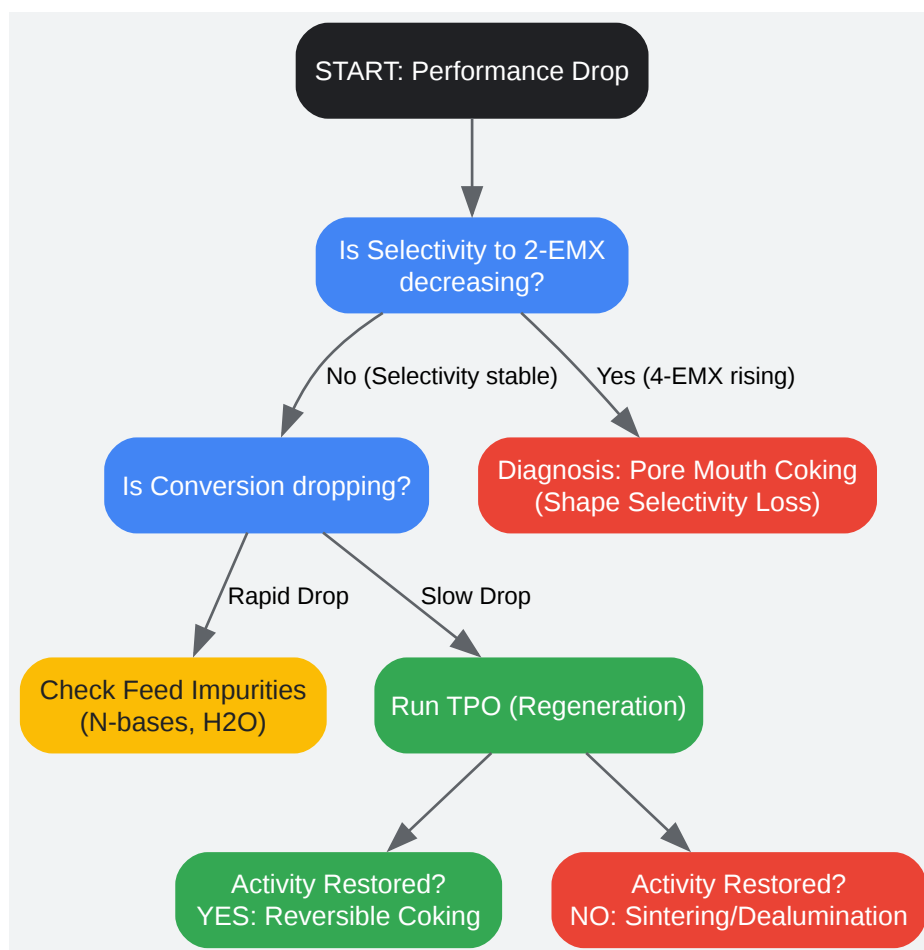 START: Performance Drop
Is Selectivity to 2-EMX
decreasing?
No (Selectivity stable)
Yes (4-EMX rising)
Is Conversion dropping?
Diagnosis: Pore Mouth Coking
(Shape Selectivity Loss)
Rapid Drop
Slow Drop
Check Feed Impurities
(N-bases, H2O)
Run TPO (Regeneration)
Activity Restored?
YES: Reversible Coking
Activity Restored?
NO: Sintering/Dealumination